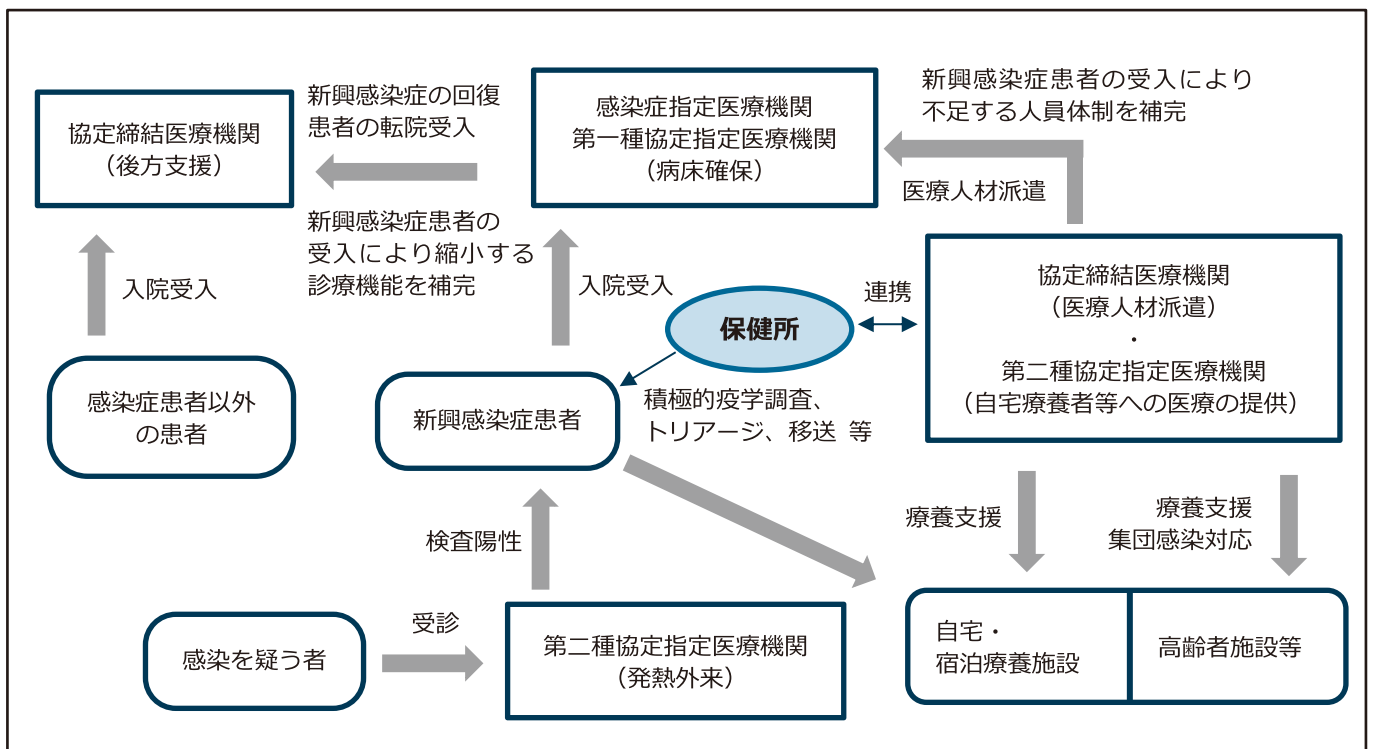 協定締結医療機関
（後方支援）
新興感染症の回復
患者の転院受入
新興感染症患者の
受入により縮小する
診療機能を補完
感染症指定医療機関
第一種協定指定医療機関
（病床確保）
新興感染症患者の受入により
不足する人員体制を補完
医療人材派遣
入院受入
入院受入
保健所
連携
協定締結医療機関
（医療人材派遣）
・
第二種協定指定医療機関
（自宅療養者等への医療の提供）
感染症患者以外
の患者
新興感染症患者
積極的疫学調査、
トリアージ、移送 等
検査陽性
療養支援
療養支援
集団感染対応
感染を疑う者
受診
第二種協定指定医療機関
（発熱外来）
自宅・
宿泊療養施設
高齢者施設等